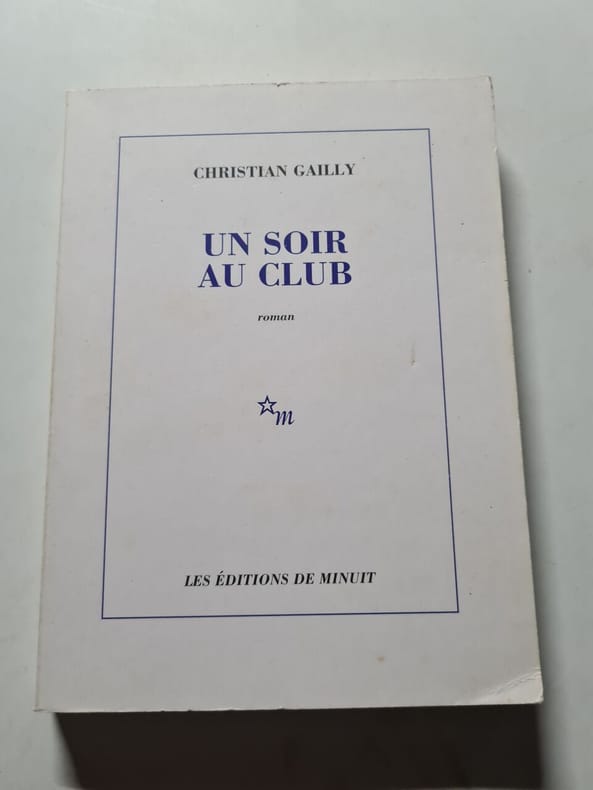 CHRISTIAN GAILLY
UN SOIR
AU CLUB
roman
m
LES ÉDITIONS DE MINUIT